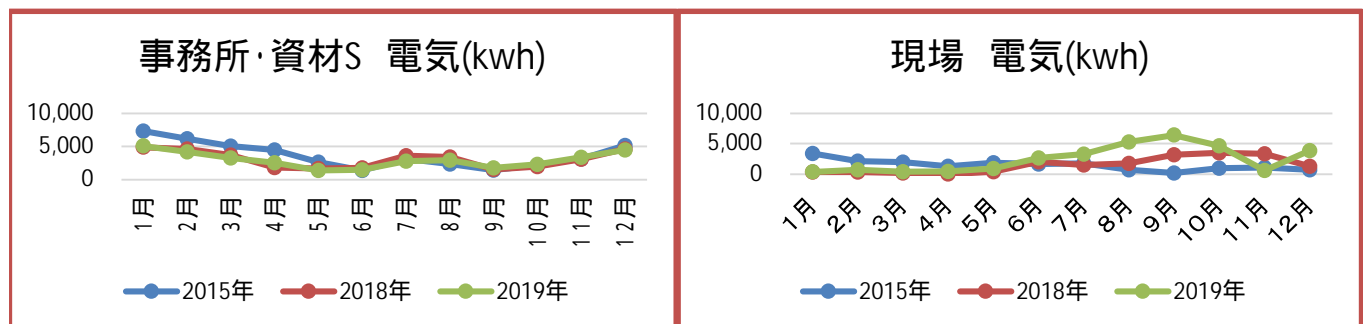 事務所・資材S 電気(kwh)
10,000
5,000
0
1月 2月 3月 4月 5月 6月 7月 8月 9月 10月 11月 12月
2015年 2018年 2019年
現場 電気(kwh)
10,000
5,000
0
1月 2月 3月 4月 5月 6月 7月 8月 9月 10月 11月 12月
2015年 2018年 2019年